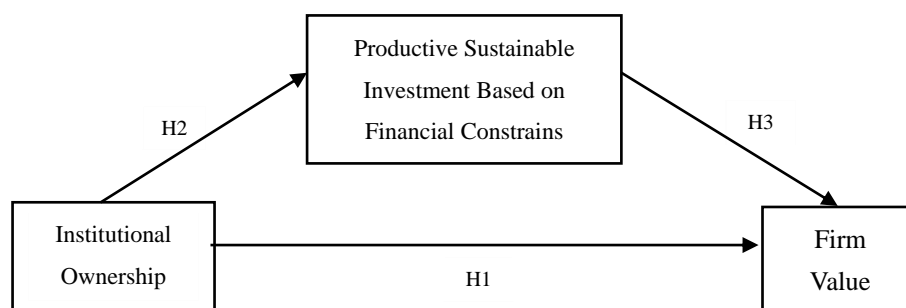 Productive Sustainable
Investment Based on
Financial Constrains
H2
H3
Institutional
Ownership
Firm
Value
H1